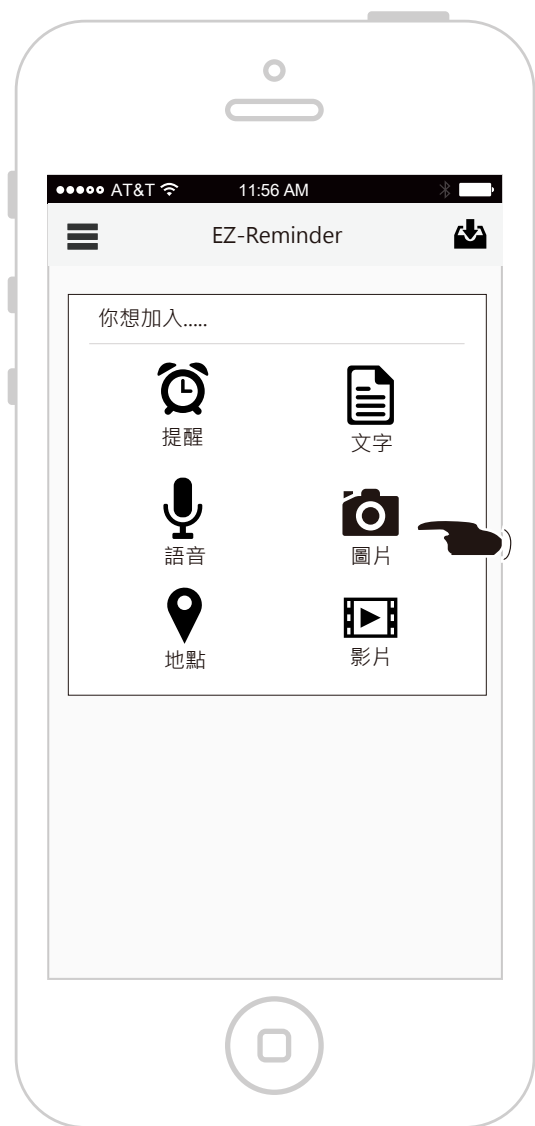 AT&T 11:56 AM
EZ-Reminder
你想加入.....
提醒 文字
語音 圖片
地點 影片